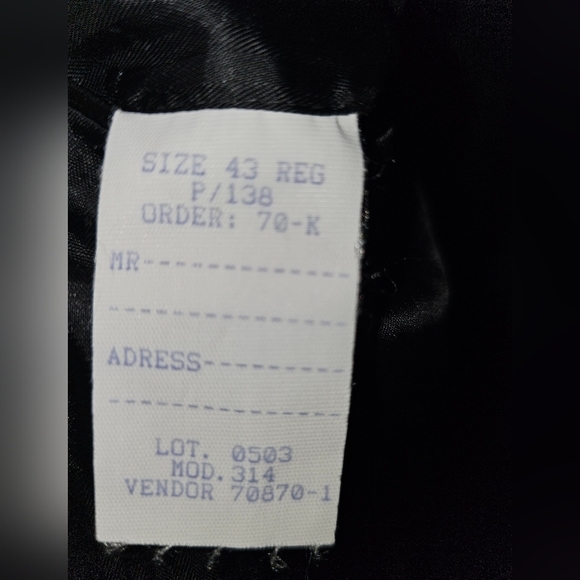 SIZE 43 REG
P/138
ORDER: 70-K
MR--------------
----------------
ADRESS----------
----------------
LOT. 0503
MOD. 314
VENDOR 70870-1